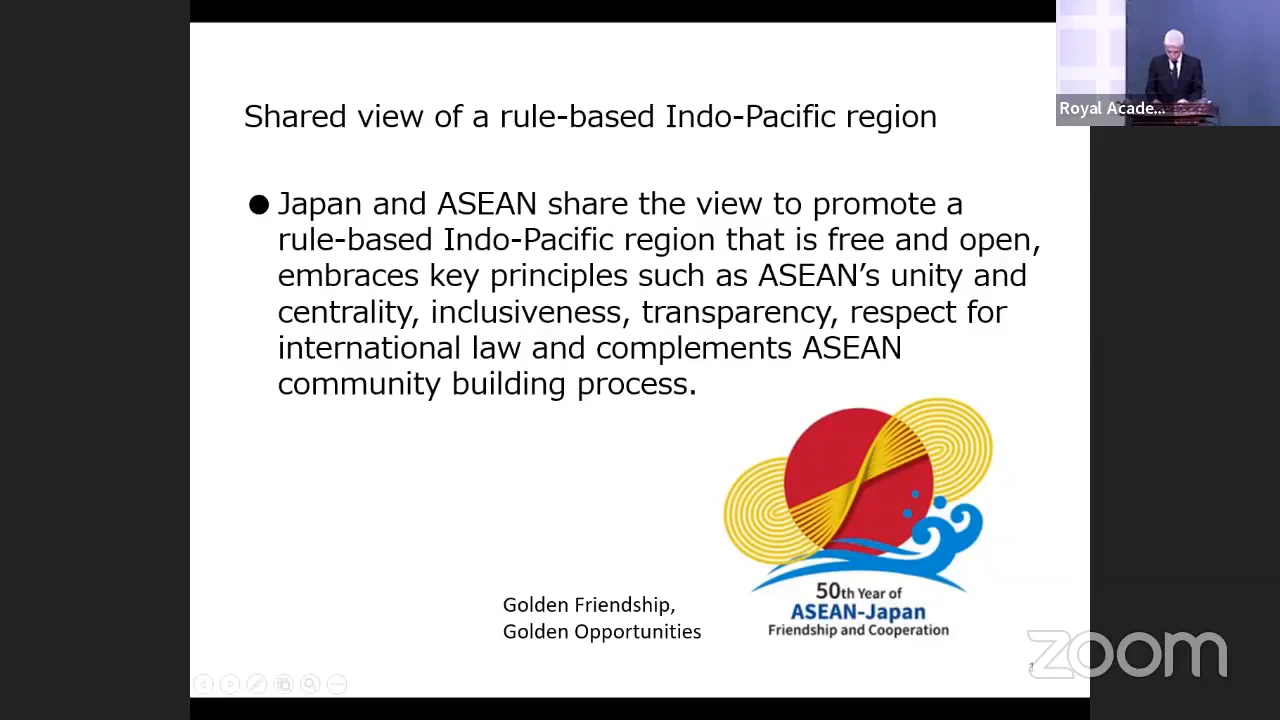 Royal Acade...
Shared view of a rule-based Indo-Pacific region
● Japan and ASEAN share the view to promote a
rule-based Indo-Pacific region that is free and open,
embraces key principles such as ASEAN’s unity and
centrality, inclusiveness, transparency, respect for
international law and complements ASEAN
community building process.
50th Year of
ASEAN-Japan
Friendship and Cooperation
Golden Friendship,
Golden Opportunities
zoom